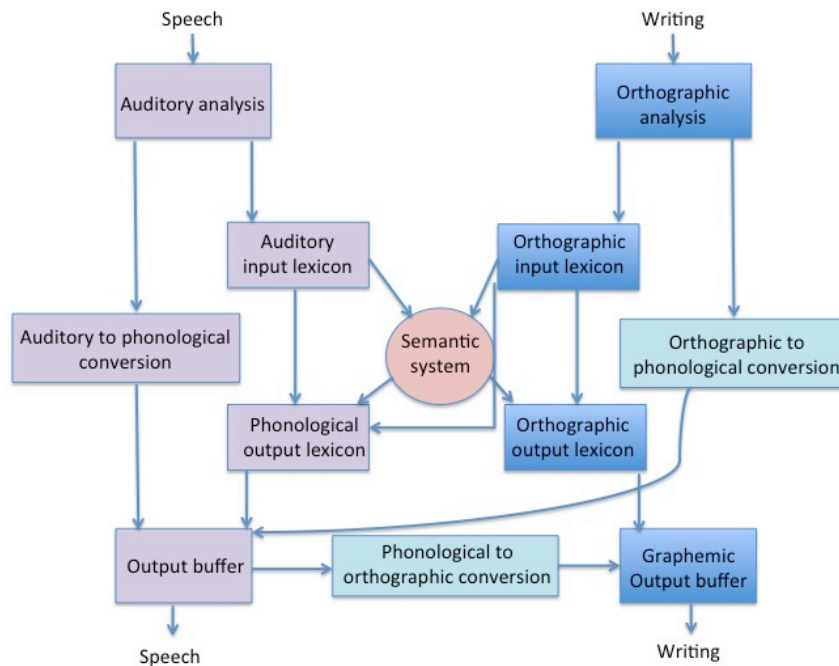 Speech
Writing
Auditory analysis
Orthographic
analysis
Auditory
input lexicon
Orthographic
input lexicon
Auditory to phonological
conversion
Semantic
system
Orthographic to
phonological conversion
Phonological
output lexicon
Orthographic
output lexicon
Output buffer
Phonological to
orthographic conversion
Graphemic
Output buffer
Speech
Writing